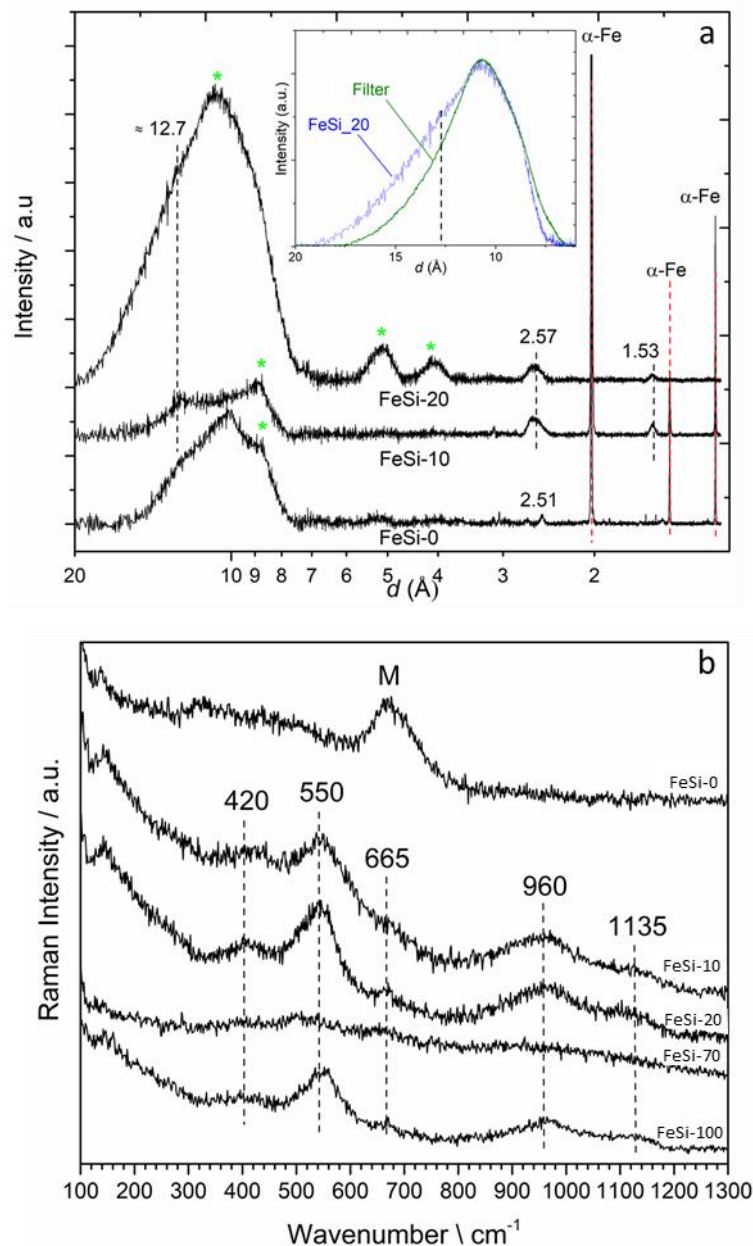 α-Fe
a
*
Filter
FeSi_20
Intensity (a.u.)
20 15 10
d (Å)
≈ 12.7
α-Fe
α-Fe
Intensity / a.u
* *
2.57 1.53
FeSi-20
*
FeSi-10
*
2.51
FeSi-0
20 10 9 8 7 6 5 4 3 2
d (Å)
b
M
FeSi-0
420 550 665 960 1135
FeSi-10
FeSi-20
FeSi-70
FeSi-100
Raman Intensity / a.u.
100 200 300 400 500 600 700 800 900 1000 1100 1200 1300
Wavenumber \ cm⁻¹